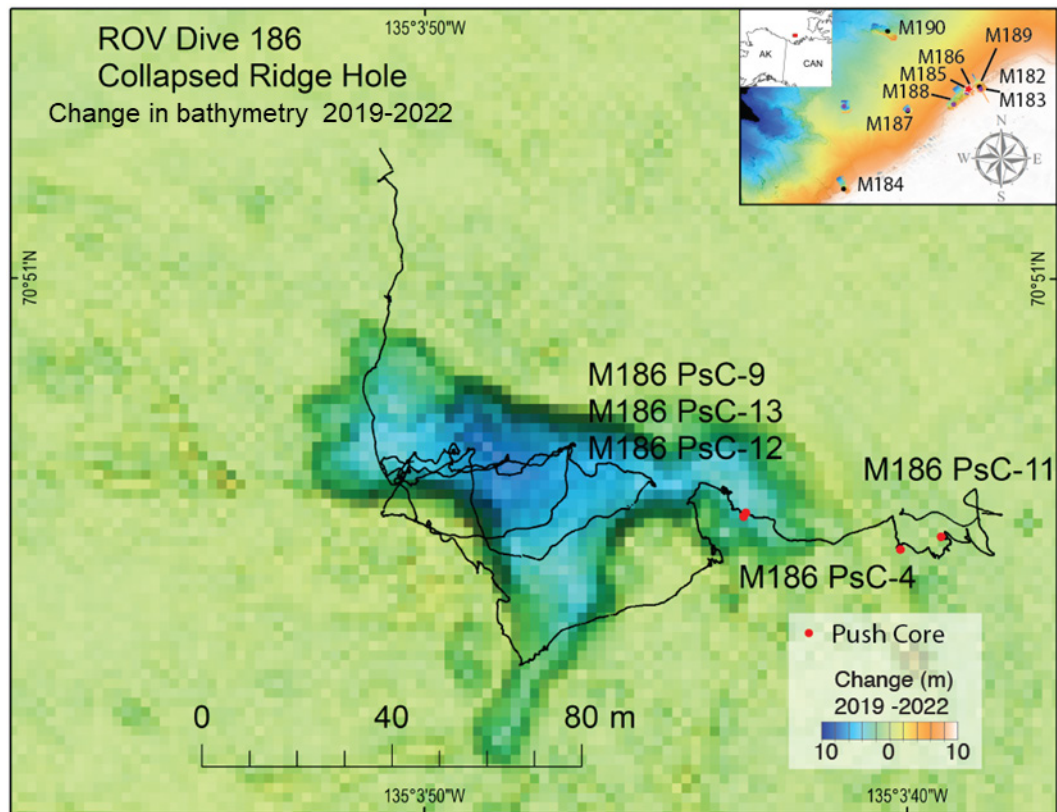 ROV Dive 186
Collapsed Ridge Hole
Change in bathymetry 2019-2022
135°3'50"W
AK
CAN
M190
M189
M186
M185
M182
M188
M183
M187
M184
N
W
E
S
70°51'N
70°51'N
M186 PsC-9
M186 PsC-13
M186 PsC-12
M186 PsC-11
M186 PsC-4
Push Core
Change (m)
2019 -2022
10 0 10
0 40 80 m
135°3'50"W
135°3'40"W